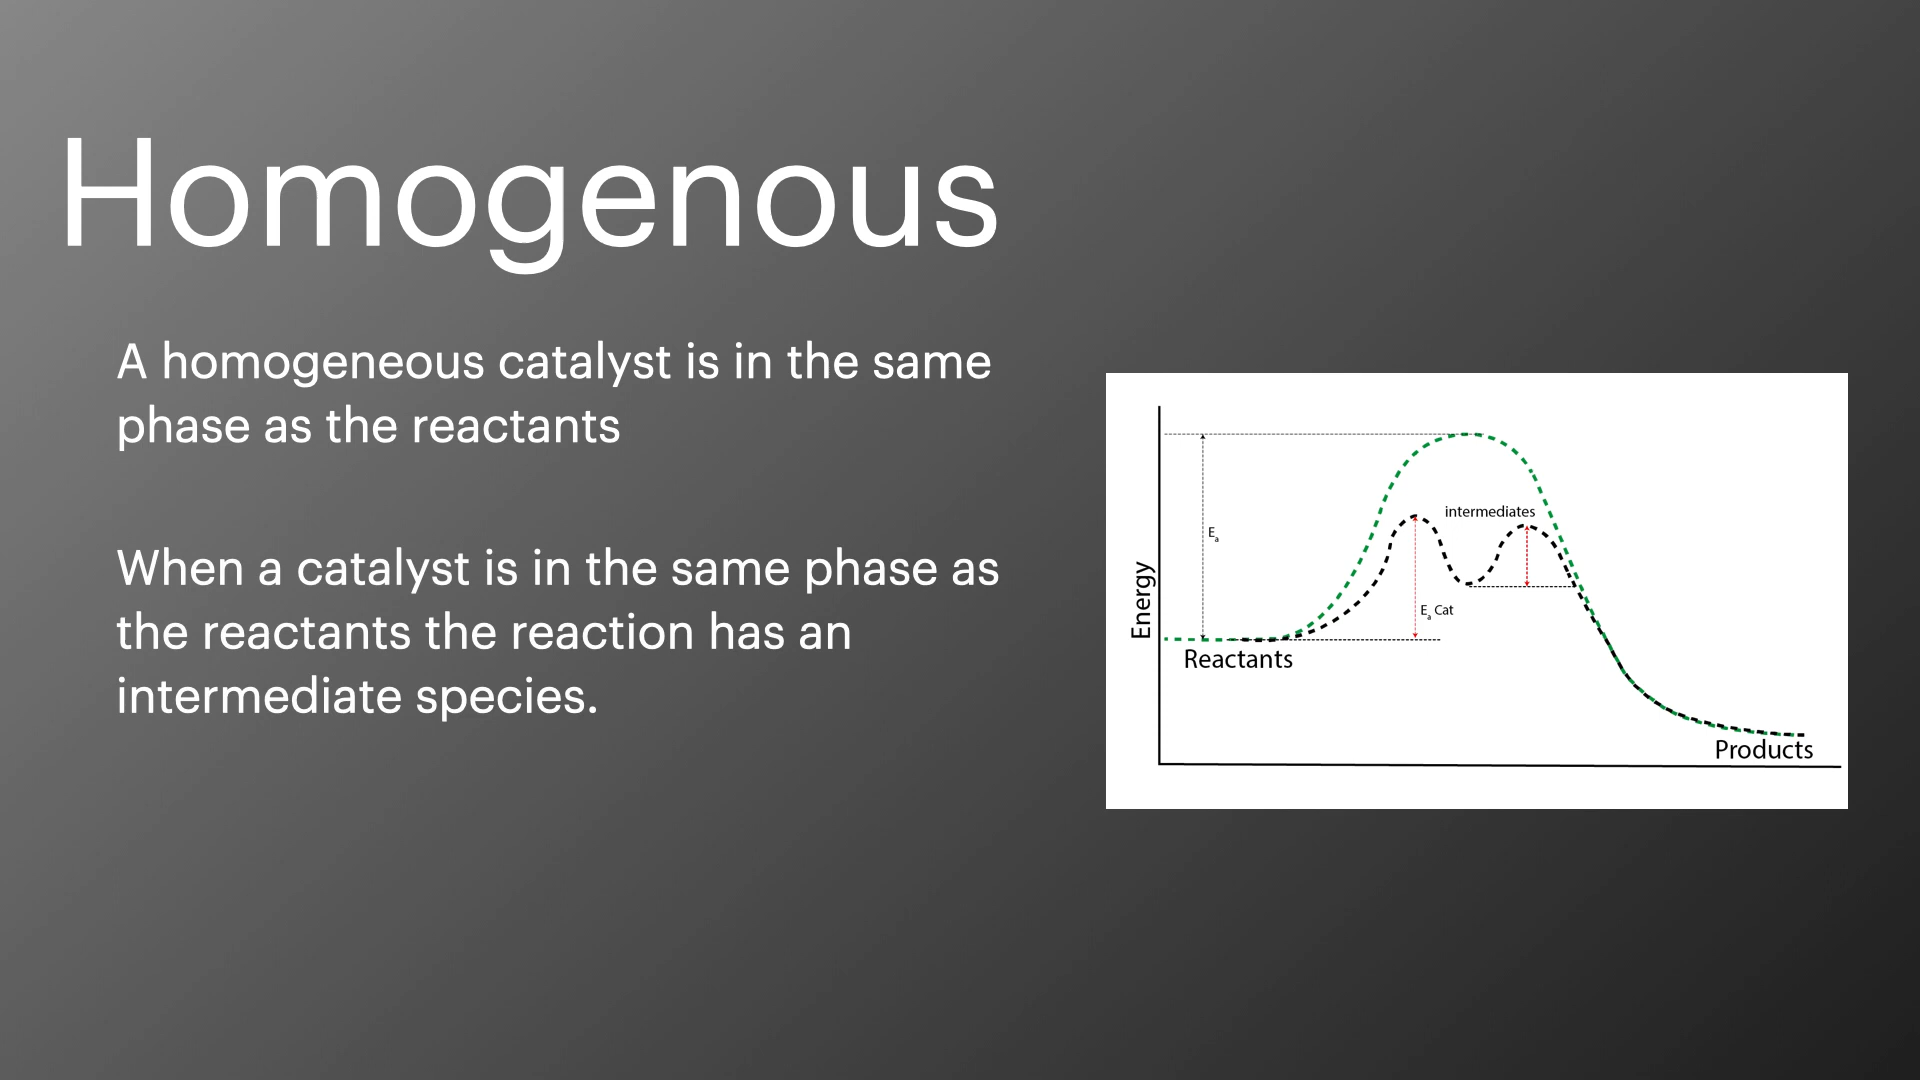 Homogenous
A homogeneous catalyst is in the same
phase as the reactants
When a catalyst is in the same phase as
the reactants the reaction has an
intermediate species.
intermediates
Ea
Energy
Ea Cat
Reactants
Products